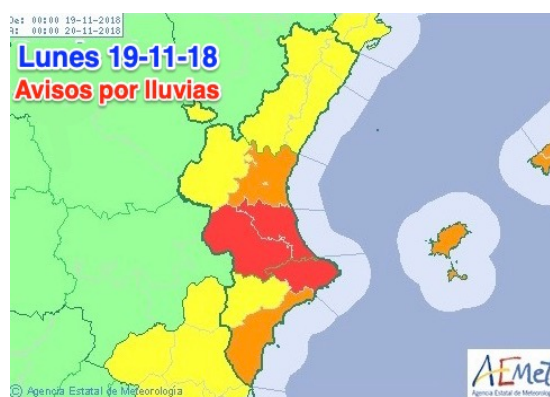 De: 00:00 19-11-2018
A: 00:00 20-11-2018
Lunes 19-11-18
Avisos por lluvias
AEMet
Agencia Estatal de Meteorología
© Agencia Estatal de Meteorología